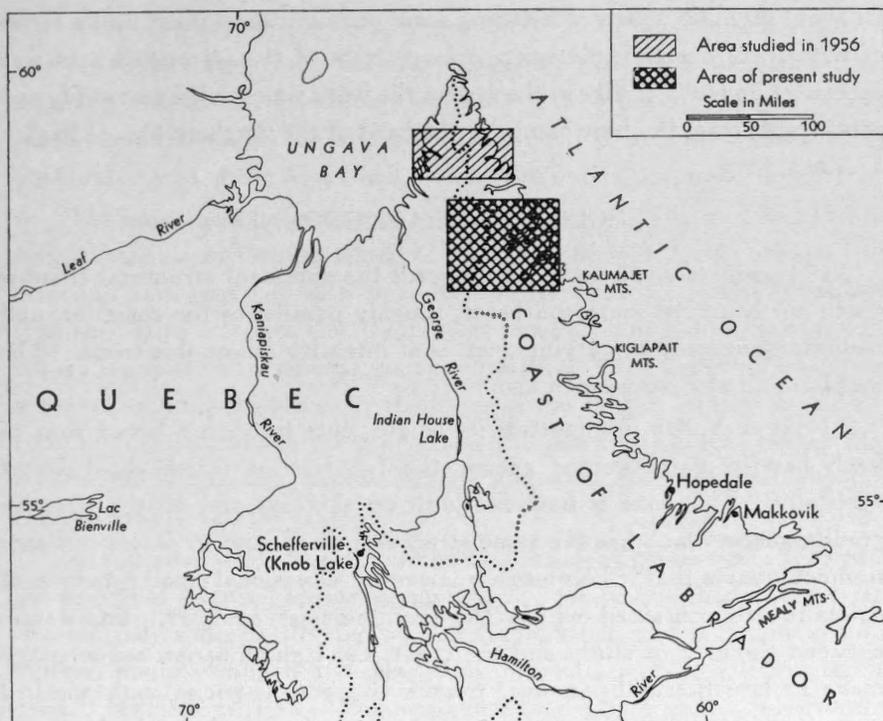 70°
60°
Area studied in 1956
Area of present study
Scale in Miles
0 50 100
UNGAVA
BAY
ATLANTIC OCEAN
Leaf River
Kaniapiskau River
George River
KAUMAJET
MTS.
KIGLAPAIT
MTS.
QUEBEC
COAST OF LABRADOR
Indian House
Lake
Hopedale
Makkovik
55°
Lac
Bienville
55°
Schefferville
(Knob Lake)
MEALY MTS.
Hamilton River
70°
60°